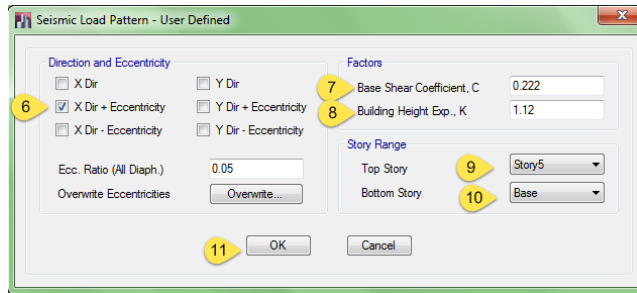 Seismic Load Pattern - User Defined
Direction and Eccentricity
X Dir
Y Dir
6
X Dir + Eccentricity
Y Dir + Eccentricity
X Dir - Eccentricity
Y Dir - Eccentricity
Ecc. Ratio (All Diaph.)
0.05
Overwrite Eccentricities
Overwrite...
Factors
7
Base Shear Coefficient, C
0.222
8
Building Height Exp., K
1.12
Story Range
Top Story
9
Story5
Bottom Story
10
Base
11
OK
Cancel